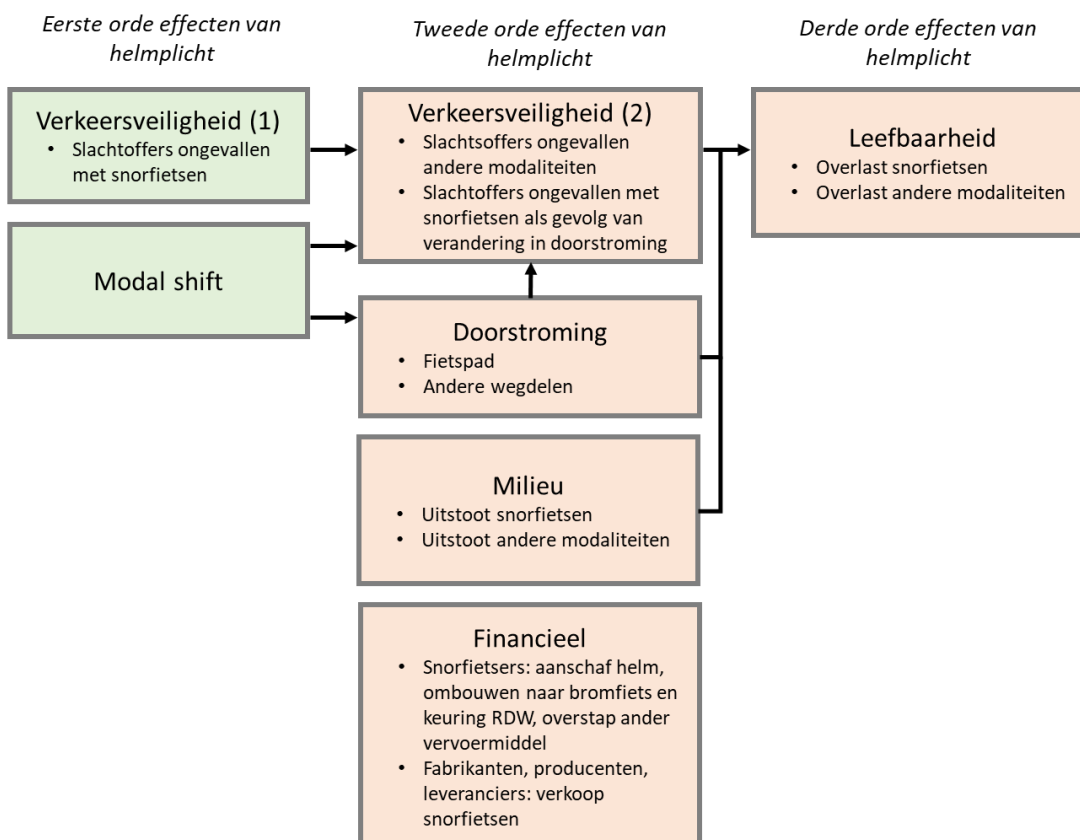 Eerste orde effecten van
helmplicht
Verkeersveiligheid (1)
• Slachtoffers ongevallen
met snorfietsen
Modal shift
Tweede orde effecten van
helmplicht
Verkeersveiligheid (2)
• Slachtsoffers ongevallen
andere modaliteiten
• Slachtoffers ongevallen met
snorfietsen als gevolg van
verandering in doorstroming
Doorstroming
• Fietspad
• Andere wegdelen
Milieu
• Uitstoot snorfietsen
• Uitstoot andere modaliteiten
Financieel
• Snorfietsers: aanschaf helm,
ombouwen naar bromfiets en
keuring RDW, overstap ander
vervoermiddel
• Fabrikanten, producenten,
leveranciers: verkoop
snorfietsen
Derde orde effecten van
helmplicht
Leefbaarheid
• Overlast snorfietsen
• Overlast andere modaliteiten